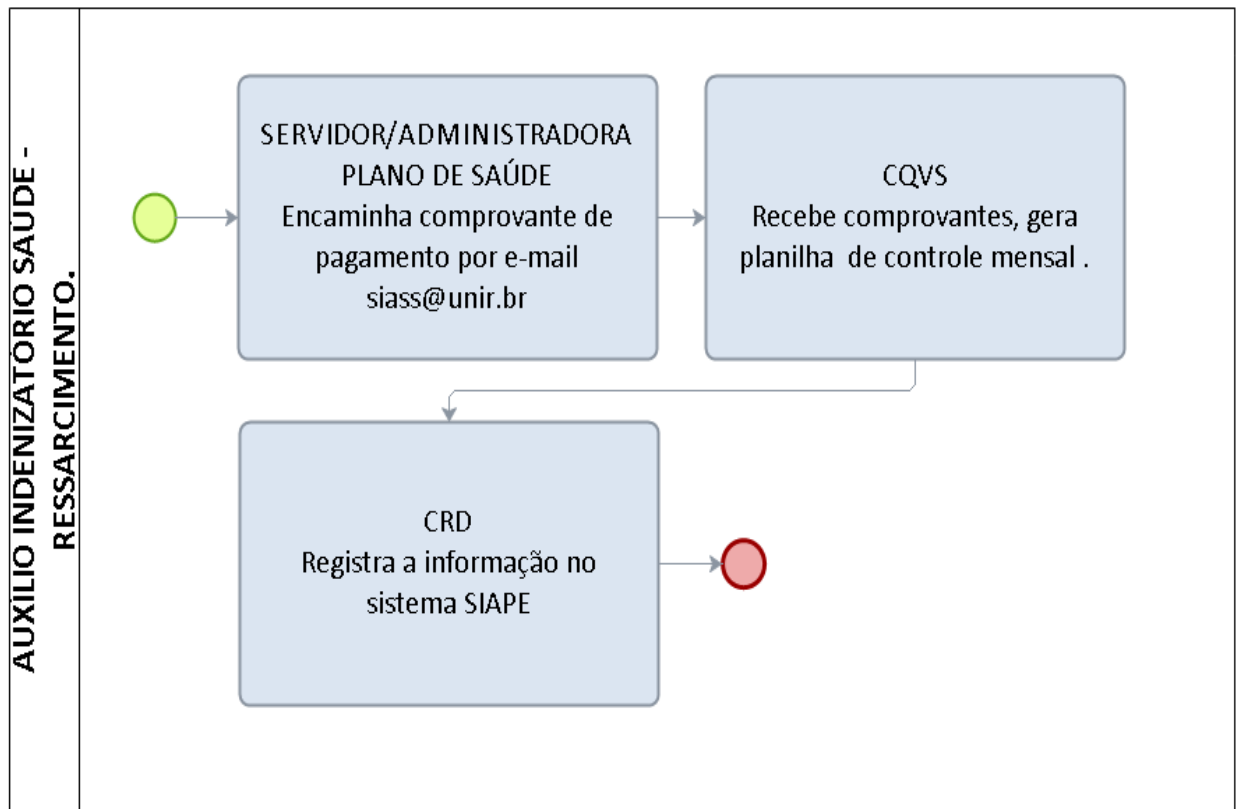 AUXÍLIO INDENIZATÓRIO SAÚDE -
RESSARCIMENTO.
SERVIDOR/ADMINISTRADORA
PLANO DE SAÚDE
Encaminha comprovante de
pagamento por e-mail
siass@unir.br
CQVS
Recebe comprovantes, gera
planilha de controle mensal .
CRD
Registra a informação no
sistema SIAPE